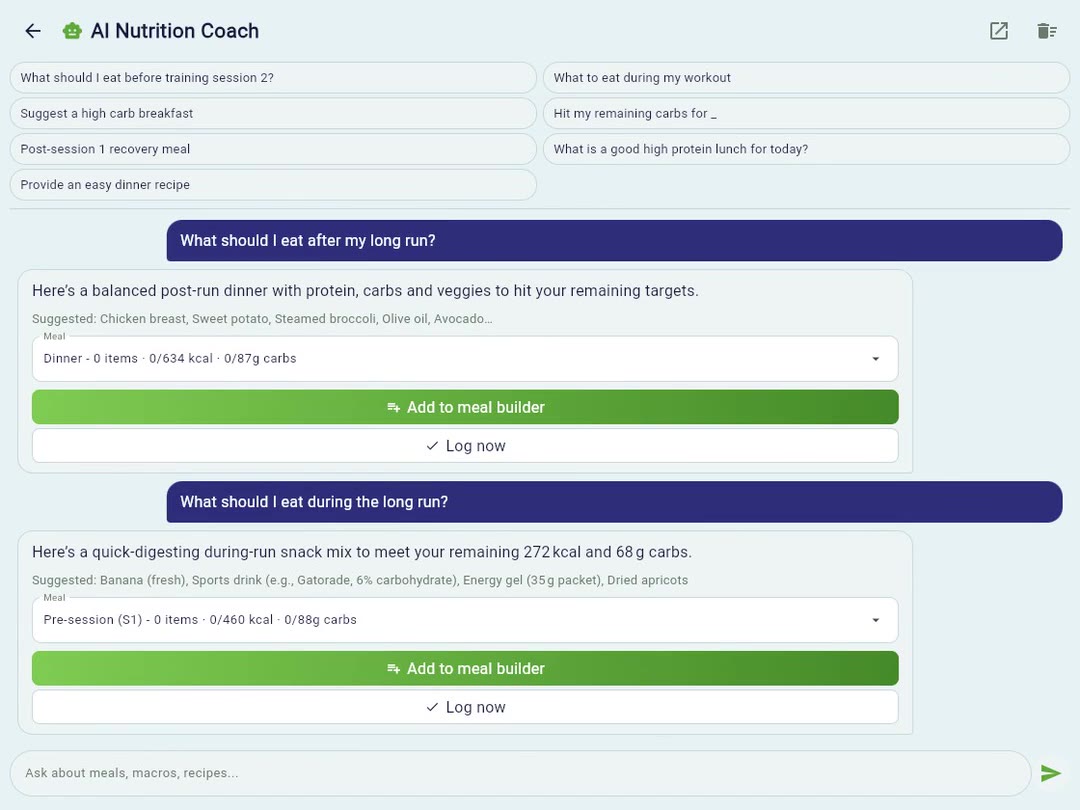 AI Nutrition Coach
What should I eat before training session 2?
What to eat during my workout
Suggest a high carb breakfast
Hit my remaining carbs for _
Post-session 1 recovery meal
What is a good high protein lunch for today?
Provide an easy dinner recipe
What should I eat after my long run?
Here's a balanced post-run dinner with protein, carbs and veggies to hit your remaining targets.
Suggested: Chicken breast, Sweet potato, Steamed broccoli, Olive oil, Avocado…
Meal
Dinner - 0 items · 0/634 kcal · 0/87g carbs
Add to meal builder
Log now
What should I eat during the long run?
Here's a quick-digesting during-run snack mix to meet your remaining 272 kcal and 68 g carbs.
Suggested: Banana (fresh), Sports drink (e.g., Gatorade, 6% carbohydrate), Energy gel (35 g packet), Dried apricots
Meal
Pre-session (S1) - 0 items · 0/460 kcal · 0/88g carbs
Add to meal builder
Log now
Ask about meals, macros, recipes...